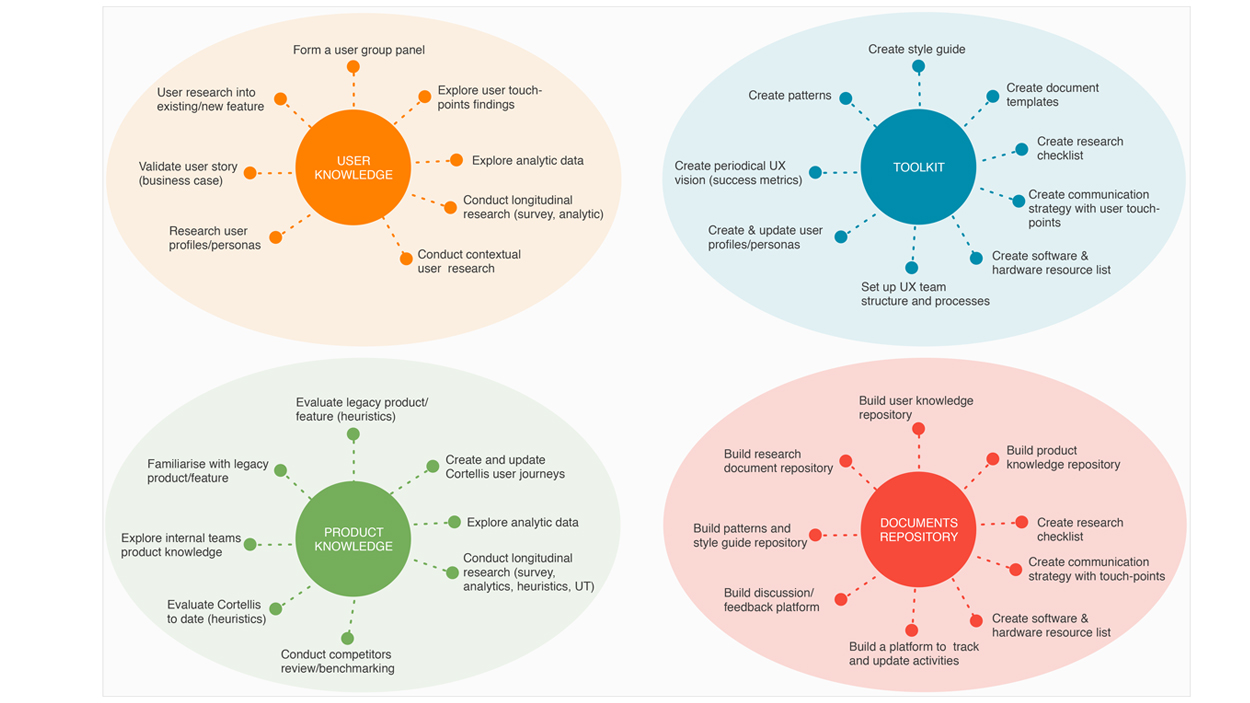 Form a user group panel
User research into
existing/new feature
Explore user touch-
points findings
Validate user story
(business case)
USER
KNOWLEDGE
Explore analytic data
Conduct longitudinal
research (survey, analytic)
Research user
profiles/personas
Conduct contextual
user  research
Create style guide
Create patterns
Create document
templates
Create research
checklist
Create periodical UX
vision (success metrics)
TOOLKIT
Create communication
strategy with user touch-
points
Create & update user
profiles/personas
Create software &
hardware resource list
Set up UX team
structure and processes
Evaluate legacy product/
feature (heuristics)
Familiarise with legacy
product/feature
Create and update
Cortellis user journeys
Explore internal teams
product knowledge
PRODUCT
KNOWLEDGE
Explore analytic data
Conduct longitudinal
research (survey,
analytics, heuristics, UT)
Evaluate Cortellis
to date (heuristics)
Conduct competitors
review/benchmarking
Build user knowledge
repository
Build research
document repository
Build product
knowledge repository
Build patterns and
style guide repository
DOCUMENTS
REPOSITORY
Create research
checklist
Create communication
strategy with touch-points
Build discussion/
feedback platform
Create software &
hardware resource list
Build a platform to  track
and update activities